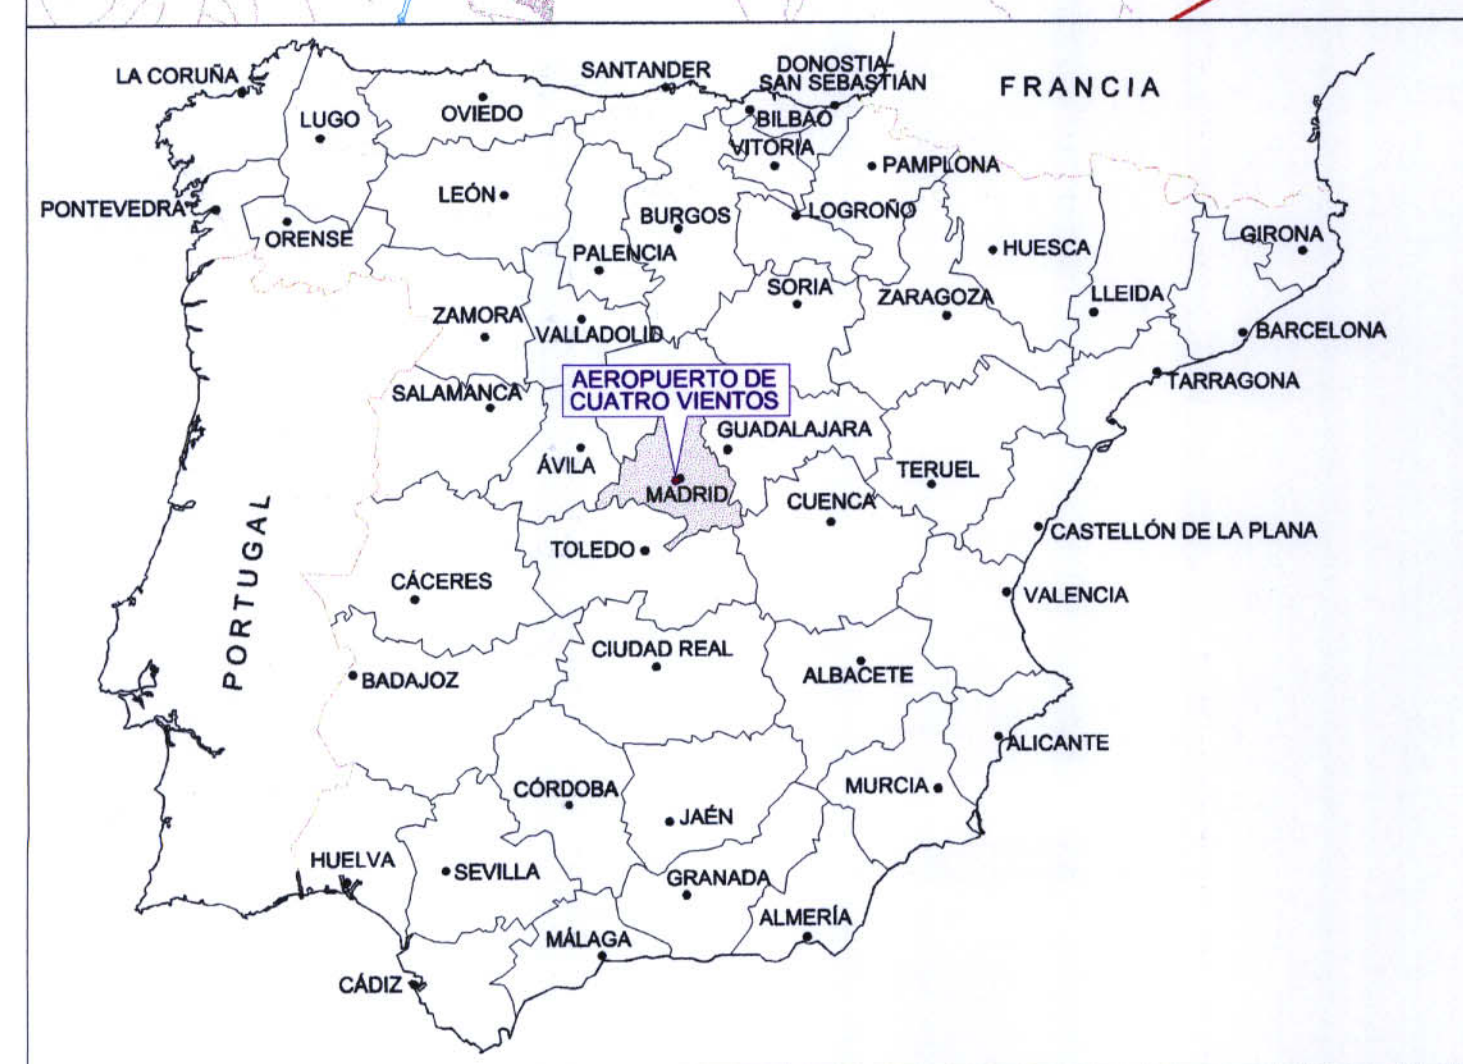 LA CORUÑA
LUGO
OVIEDO
SANTANDER
DONOSTIA-
SAN SEBASTIÁN
BILBAO
VITORIA
FRANCIA
PAMPLONA
PONTEVEDRA
ORENSE
LEÓN
BURGOS
LOGROÑO
PALENCIA
HUESCA
GIRONA
ZAMORA
VALLADOLID
SORIA
ZARAGOZA
LLEIDA
BARCELONA
SALAMANCA
AEROPUERTO DE
CUATRO VIENTOS
TARRAGONA
ÁVILA
GUADALAJARA
TERUEL
MADRID
CUENCA
PORTUGAL
TOLEDO
CASTELLÓN DE LA PLANA
CÁCERES
VALENCIA
CIUDAD REAL
BADAJOZ
ALBACETE
ALICANTE
CÓRDOBA
JAÉN
MURCIA
HUELVA
SEVILLA
GRANADA
ALMERÍA
MÁLAGA
CÁDIZ